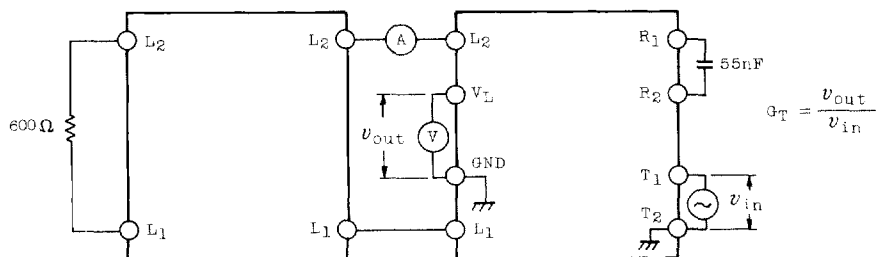 L2 L2 A L2 R1
55nF
VL R2
600Ω vout V GT = vout / vin
GND T1
~ vin
T2
L1 L1 L1